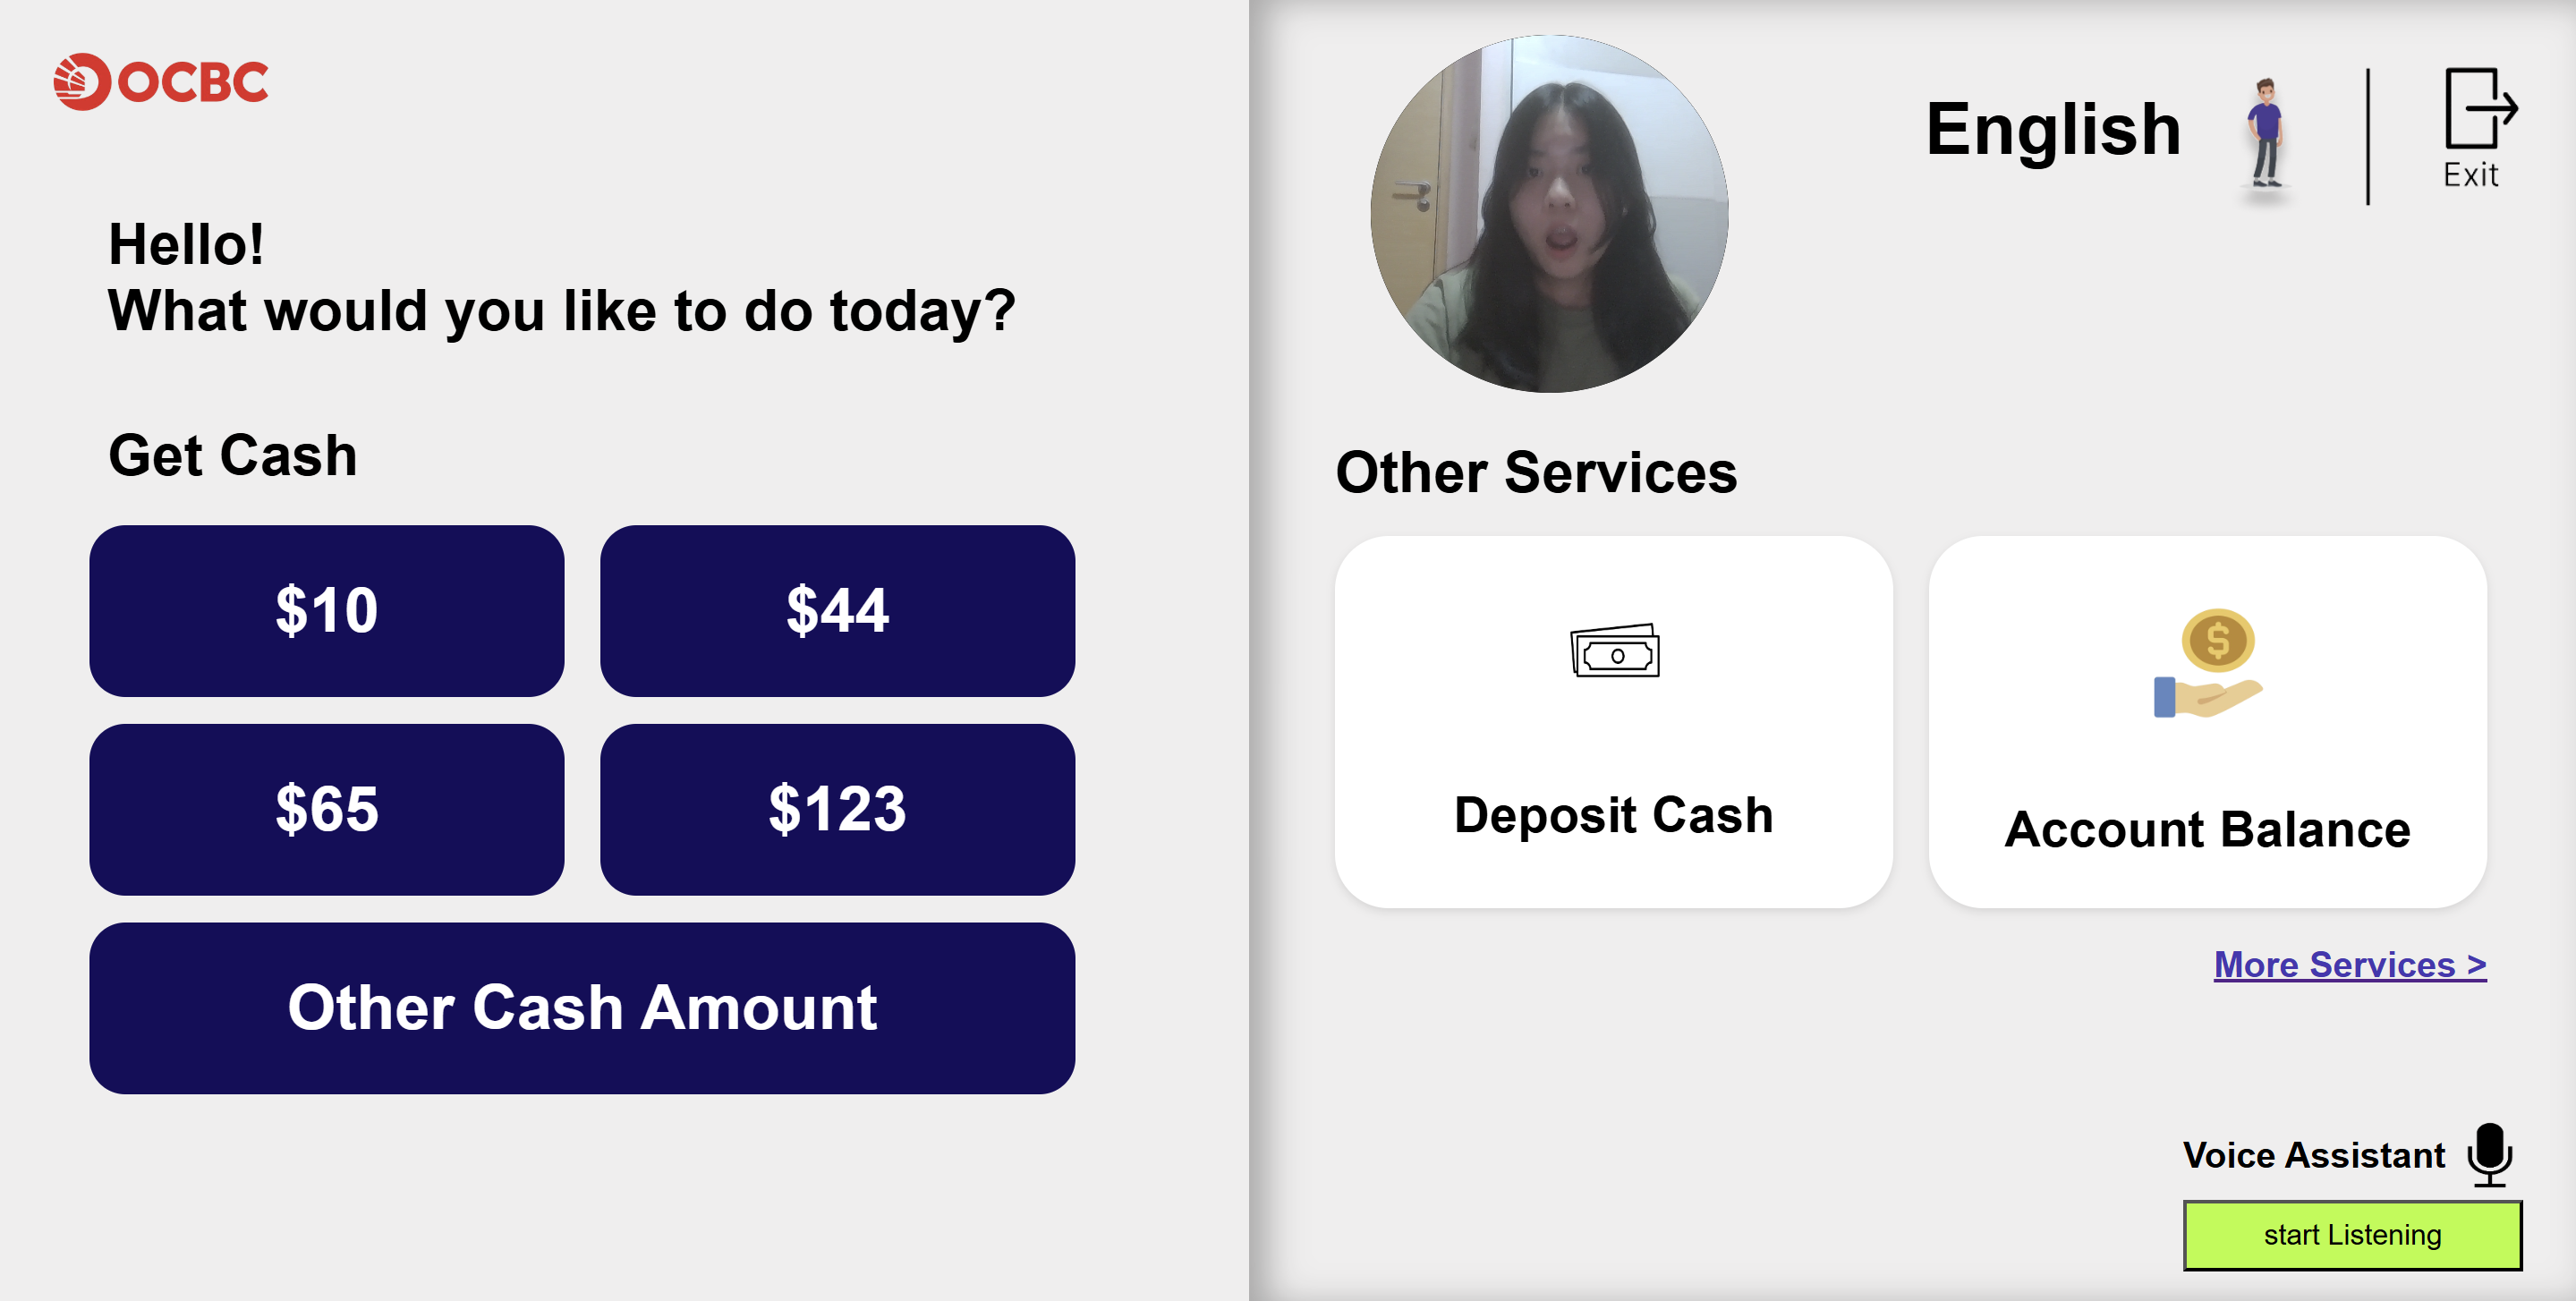 OCBC
Hello!
What would you like to do today?
Get Cash
$10
$44
$65
$123
Other Cash Amount
English
Exit
Other Services
Deposit Cash
Account Balance
More Services >
Voice Assistant
start Listening